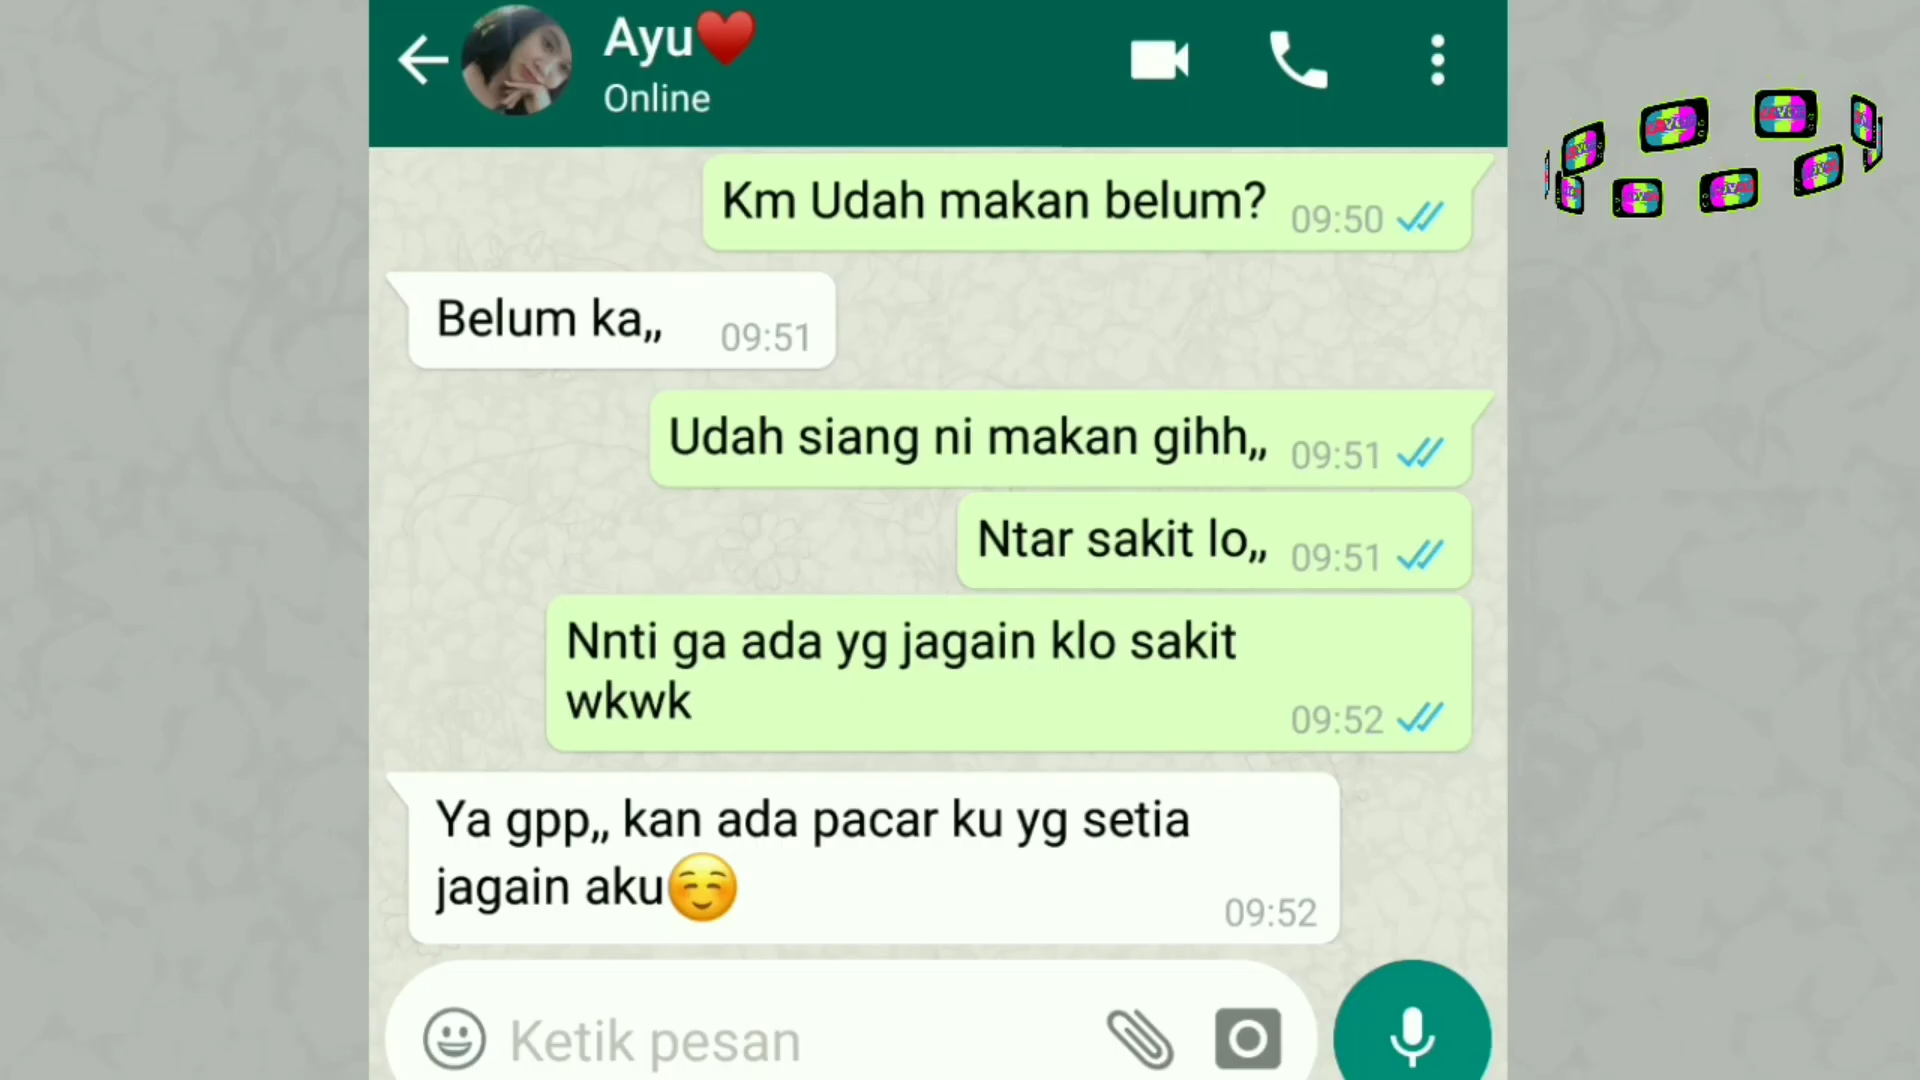 Ayu❤️
Online
Km Udah makan belum? 09:50
Belum ka,, 09:51
Udah siang ni makan gihh,, 09:51
Ntar sakit lo,, 09:51
Nnti ga ada yg jagain klo sakit
wkwk 09:52
Ya gpp,, kan ada pacar ku yg setia
jagain aku☺️ 09:52
Ketik pesan